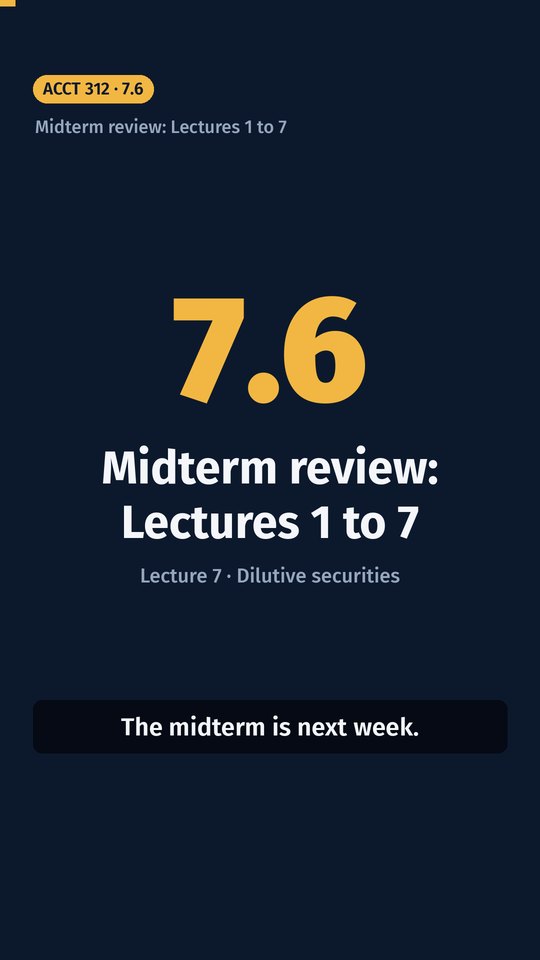 ACCT 312 · 7.6
Midterm review: Lectures 1 to 7
7.6
Midterm review:
Lectures 1 to 7
Lecture 7 · Dilutive securities
The midterm is next week.